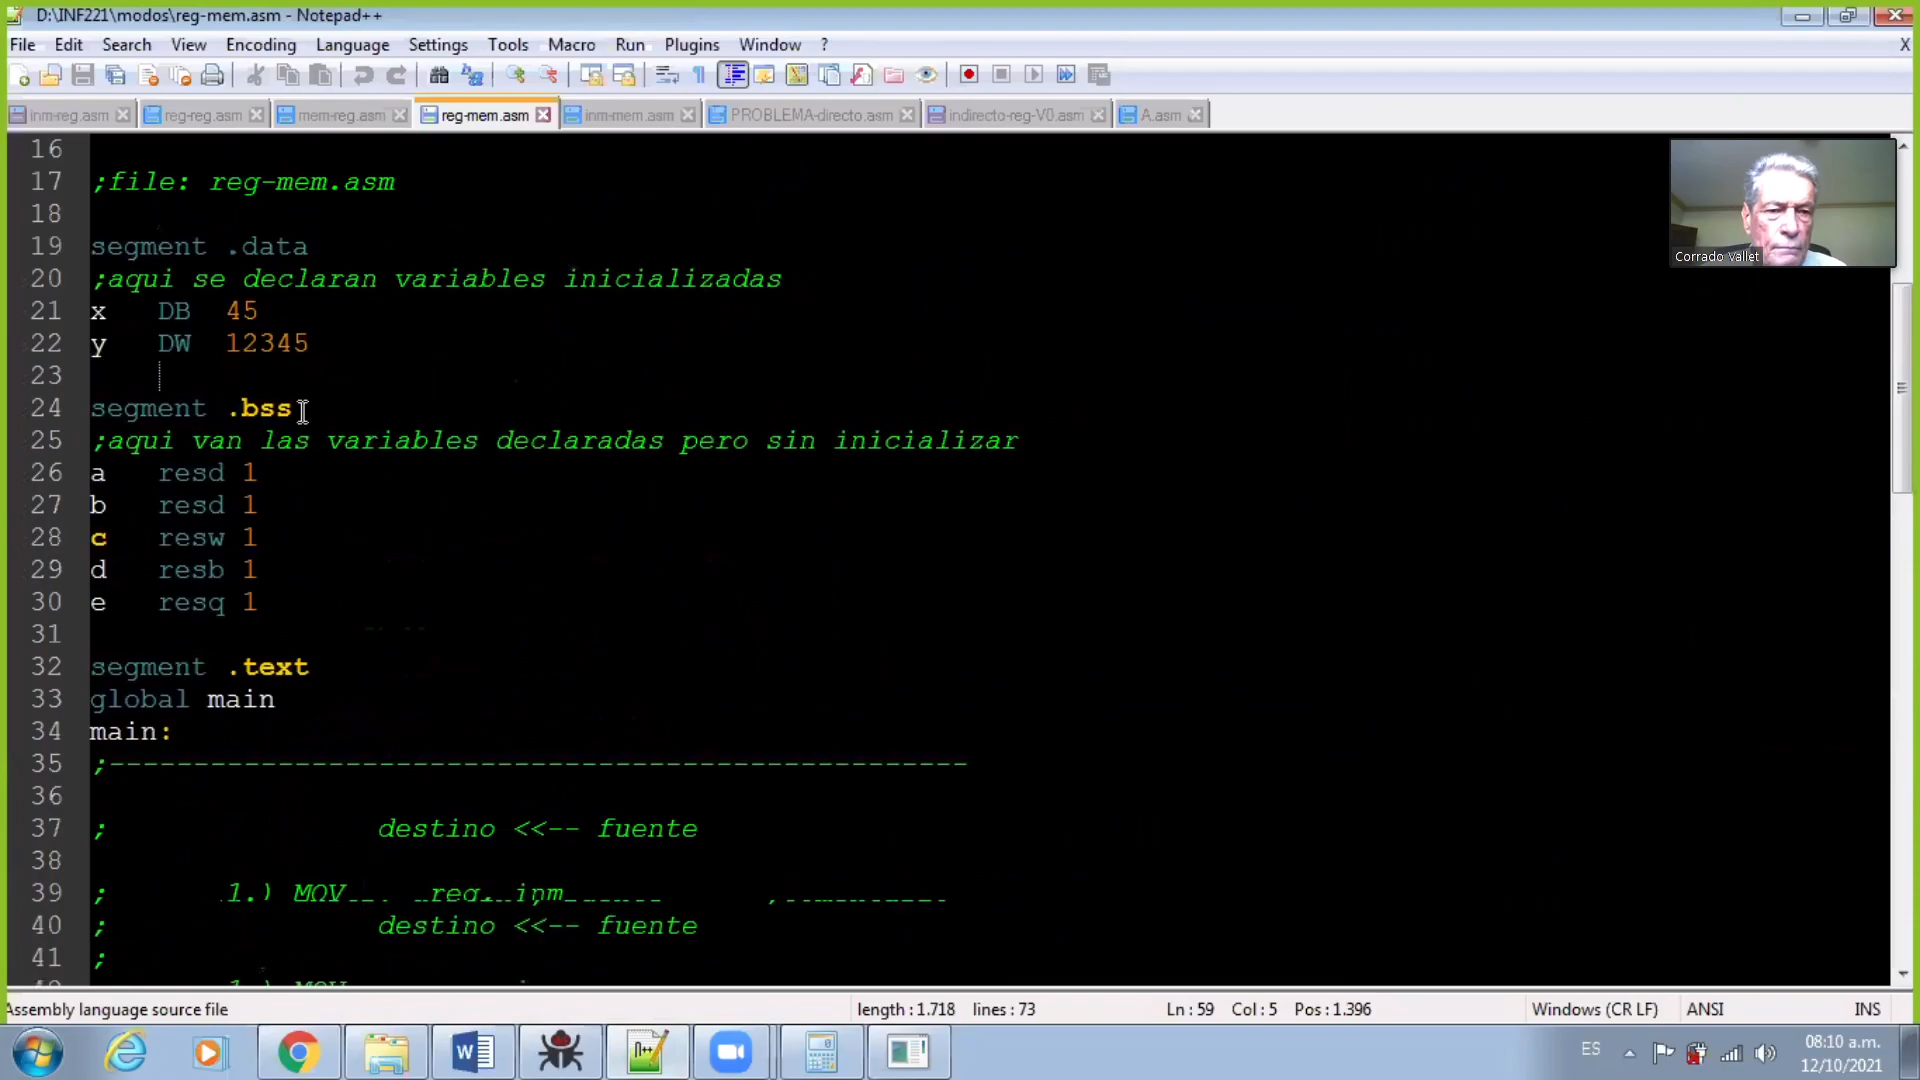 D:\INF221\modos\reg-mem.asm - Notepad++
File Edit Search View Encoding Language Settings Tools Macro Run Plugins Window ? X
inm-reg.asm reg-reg.asm mem-reg.asm reg-mem.asm inm-mem.asm PROBLEMA-directo.asm indirecto-reg-V0.asm A.asm
16
17 ;file: reg-mem.asm
18
19 segment .data
20 ;aqui se declaran variables inicializadas
21 x DB 45
22 y DW 12345
23
24 segment .bss
25 ;aqui van las variables declaradas pero sin inicializar
26 a resd 1
27 b resd 1
28 c resw 1
29 d resb 1
30 e resq 1
31
32 segment .text
33 global main
34 main:
35 ;---------------------------------------------------
36
37 ; destino <<-- fuente
38
39 ; 1.) MOV reg, inm
40 ; destino <<-- fuente
41 ;
Corrado Vallet
Assembly language source file length : 1.718 lines : 73 Ln : 59 Col : 5 Pos : 1.396 Windows (CR LF) ANSI INS
ES 08:10 a.m.
12/10/2021